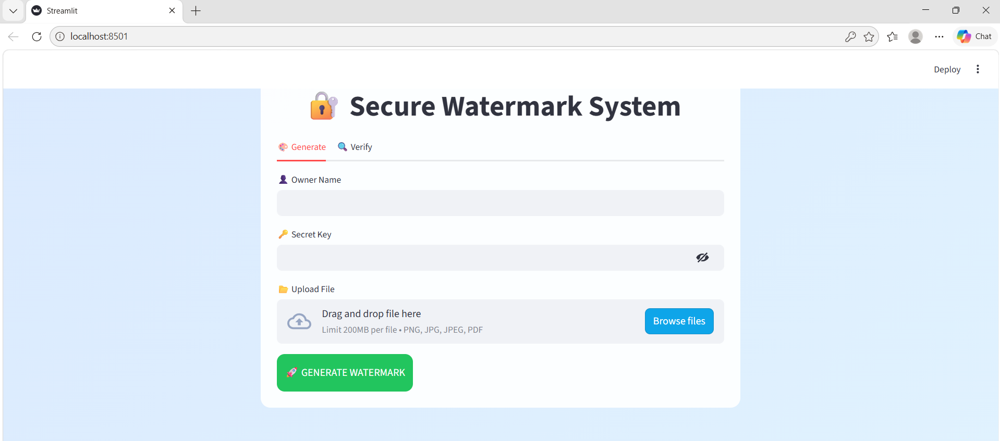 Streamlit
localhost:8501
Chat
Deploy
Secure Watermark System
Generate Verify
Owner Name
Secret Key
Upload File
Drag and drop file here
Limit 200MB per file • PNG, JPG, JPEG, PDF
Browse files
GENERATE WATERMARK